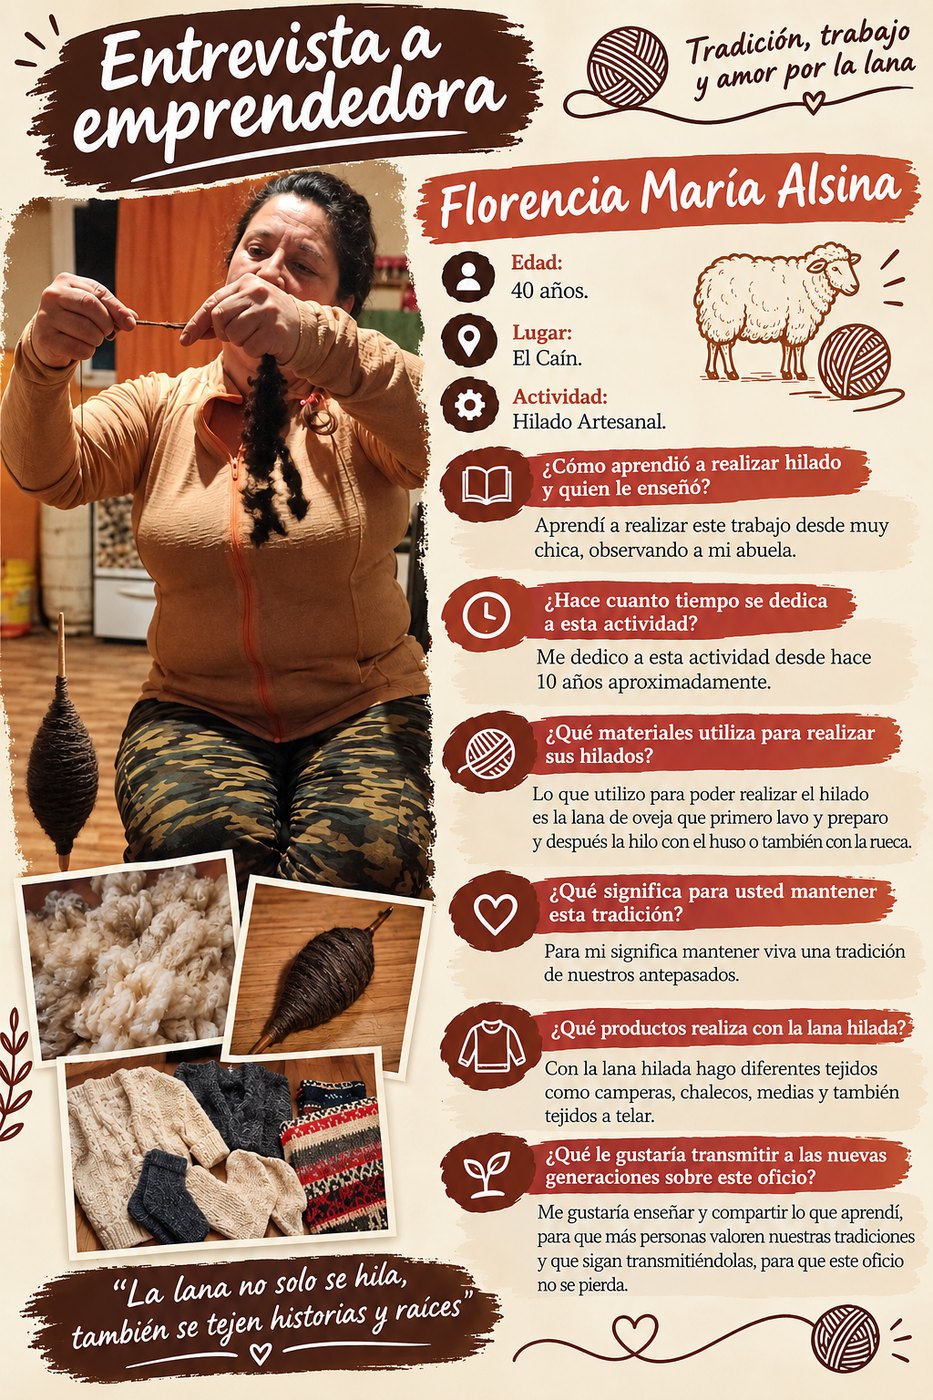 Entrevista a
emprendedora
Tradición, trabajo
y amor por la lana
Florencia María Alsina
Edad:
40 años.
Lugar:
El Caín.
Actividad:
Hilado Artesanal.
¿Cómo aprendió a realizar hilado
y quien le enseñó?
Aprendí a realizar este trabajo desde muy
chica, observando a mi abuela.
¿Hace cuanto tiempo se dedica
a esta actividad?
Me dedico a esta actividad desde hace
10 años aproximadamente.
¿Qué materiales utiliza para realizar
sus hilados?
Lo que utilizo para poder realizar el hilado
es la lana de oveja que primero lavo y preparo
y después la hilo con el huso o también con la rueca.
¿Qué significa para usted mantener
esta tradición?
Para mi significa mantener viva una tradición
de nuestros antepasados.
¿Qué productos realiza con la lana hilada?
Con la lana hilada hago diferentes tejidos
como camperas, chalecos, medias y también
tejidos a telar.
¿Qué le gustaría transmitir a las nuevas
generaciones sobre este oficio?
Me gustaría enseñar y compartir lo que aprendí,
para que más personas valoren nuestras tradiciones
y que sigan transmitiéndolas, para que este oficio
no se pierda.
“La lana no solo se hila,
también se tejen historias y raíces”